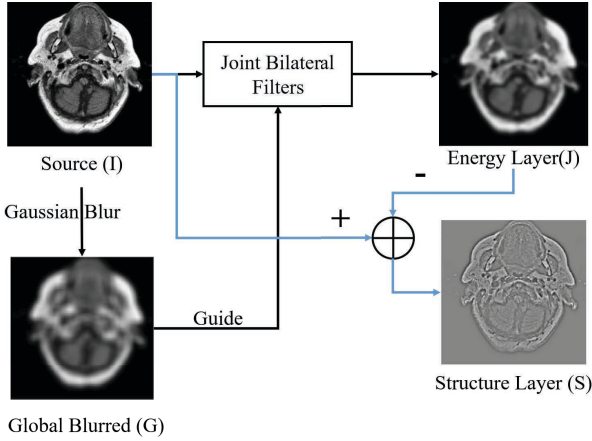 Joint Bilateral
Filters
Source (I)
Energy Layer(J)
-
Gaussian Blur
+
Guide
Structure Layer (S)
Global Blurred (G)